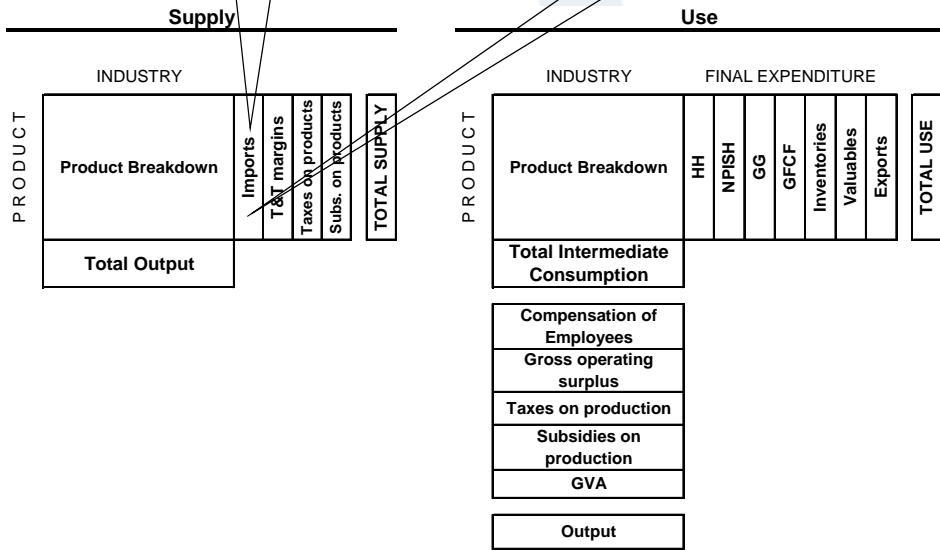 Supply
INDUSTRY
PRODUCT
Product Breakdown
Imports
T&T margins
Taxes on products
Subs. on products
TOTAL SUPPLY
Total Output
Use
INDUSTRY
FINAL EXPENDITURE
PRODUCT
Product Breakdown
HH
NPISH
GG
GFCF
Inventories
Valuables
Exports
TOTAL USE
Total Intermediate
Consumption
Compensation of
Employees
Gross operating
surplus
Taxes on production
Subsidies on
production
GVA
Output